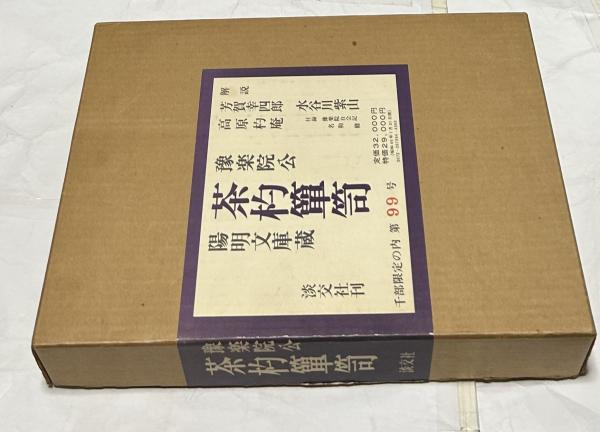 解説
芳賀幸四郎
高原杓庵
水谷川紫山
豫楽院公
茶杓簞笥
陽明文庫蔵
淡交社刊
定価32,000円
特価29,000円
千部限定の内 第99号
豫楽院公
茶杓簞笥
淡交社